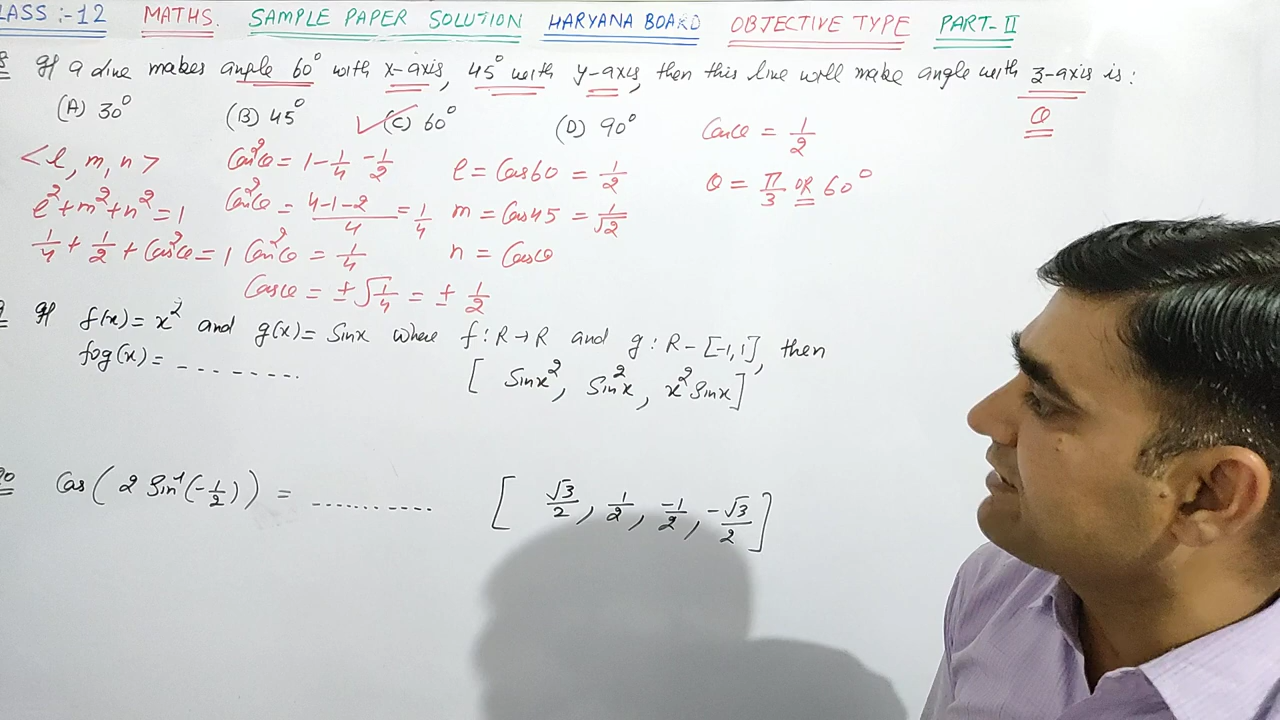 LASS :- 12 MATHS. SAMPLE PAPER SOLUTION HARYANA BOARD OBJECTIVE TYPE PART-II
8 If a line makes angle 60° with x-axis, 45° with y-axis, then this line will make angle with z-axis is :
(A) 30° (B) 45° ✓(C) 60° (D) 90°
θ
<l, m, n>
l²+m²+n²=1
1/4 + 1/2 + Cos²θ = 1
Cos²θ = 1 - 1/4 - 1/2
Cos²θ = (4-1-2)/4 = 1/4
Cos²θ = 1/4
Cosθ = ±√(1/4) = ± 1/2
l = Cos60 = 1/2
m = Cos45 = 1/√2
n = Cosθ
Cosθ = 1/2
θ = π/3 OR 60°
9 If f(x) = x² and g(x) = Sinx where f : R → R and g : R - [-1,1], then
fog(x) = - - - - - - - - [ Sinx², Sin²x, x² Sinx ]
90 Cos(2 Sin⁻¹(-1/2)) = ........... [ √3/2, 1/2, -1/2, -√3/2 ]